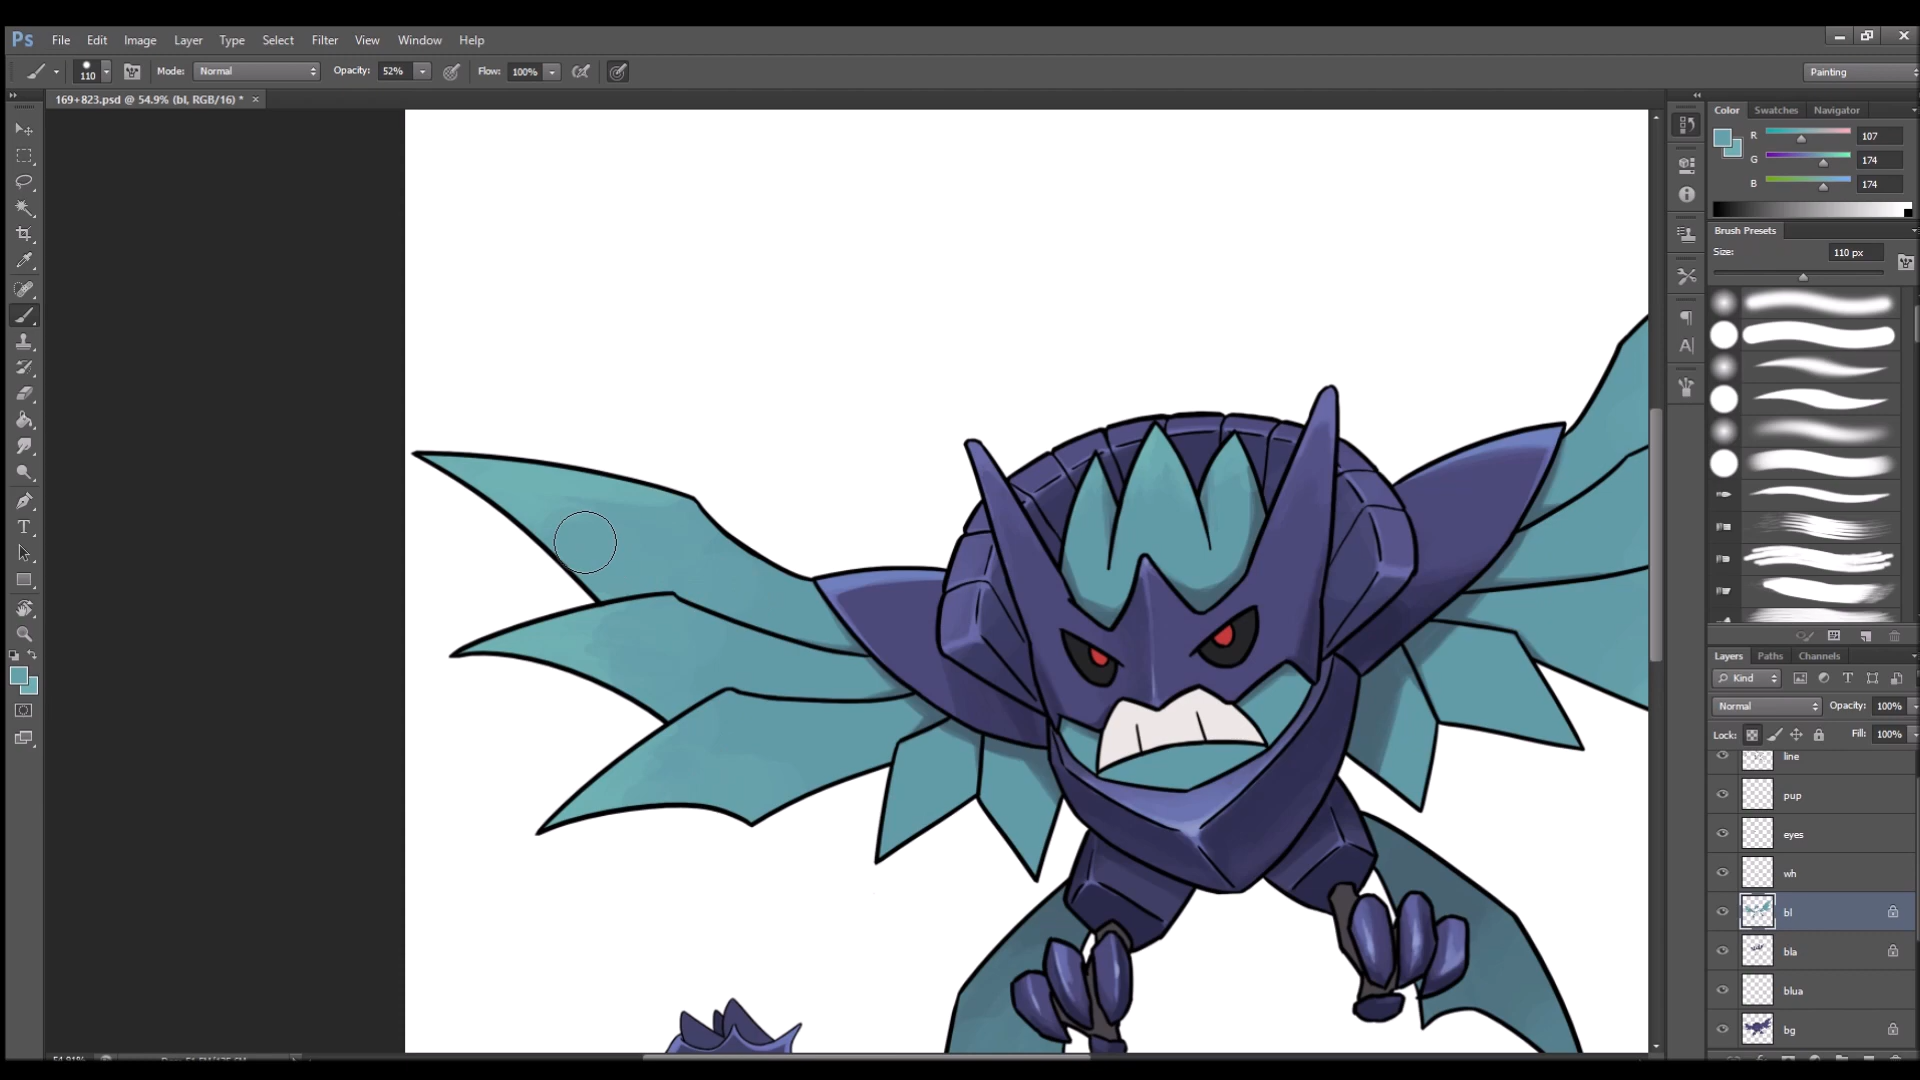 Ps File Edit Image Layer Type Select Filter View Window Help
110 Mode: Normal Opacity: 52% Flow: 100% Painting
169+823.psd @ 54.9% (bl, RGB/16) * ×
Color Swatches Navigator
R 107
G 174
B 174
Brush Presets
Size: 110 px
Layers Paths Channels
Kind
Normal Opacity: 100%
Lock: Fill: 100%
line
pup
eyes
wh
bl
bla
blua
bg